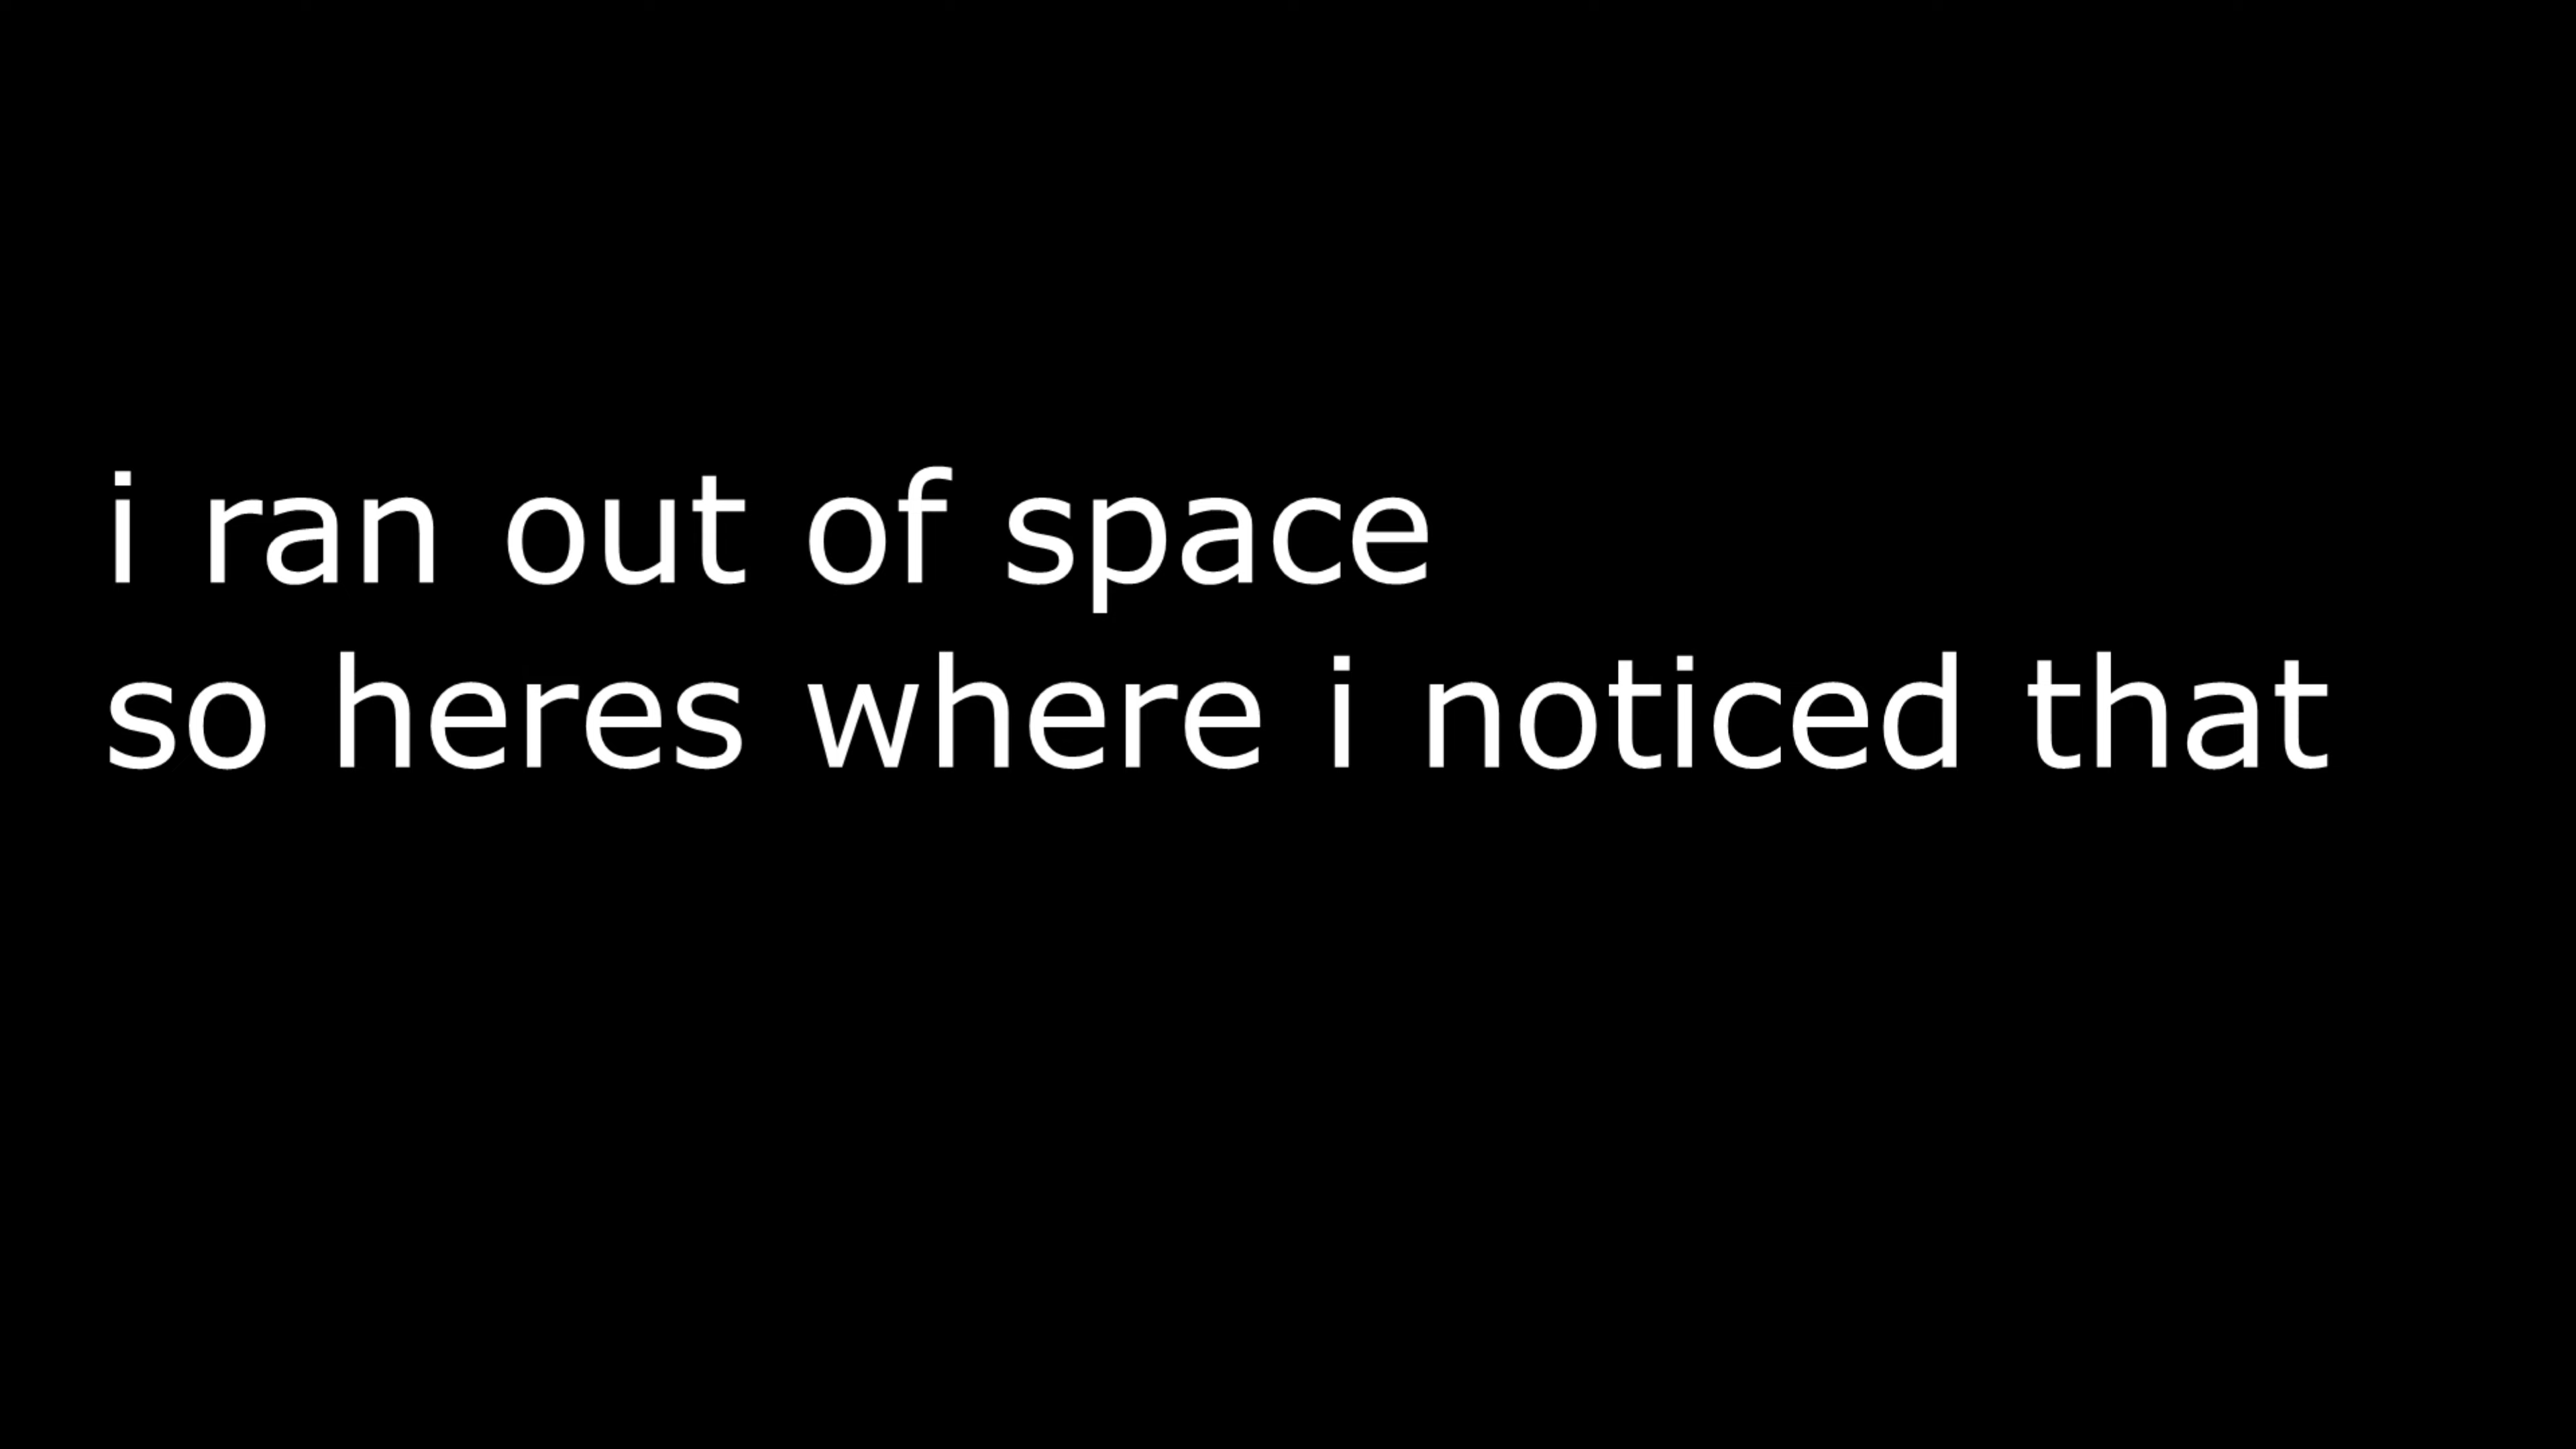 i ran out of space
so heres where i noticed that